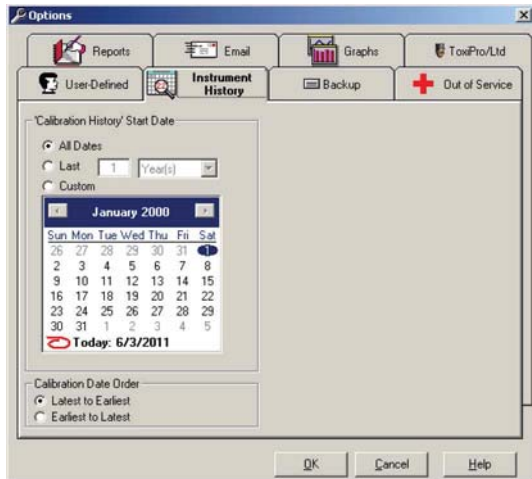 Options
Reports
Email
Graphs
ToxiPro/Ltd
User-Defined
Instrument
History
Backup
Out of Service
'Calibration History' Start Date
All Dates
Last 1 Year(s)
Custom
January 2000
Sun Mon Tue Wed Thu Fri Sat
26 27 28 29 30 31 1
2 3 4 5 6 7 8
9 10 11 12 13 14 15
16 17 18 19 20 21 22
23 24 25 26 27 28 29
30 31 1 2 3 4 5
Today: 6/3/2011
Calibration Date Order
Latest to Earliest
Earliest to Latest
OK
Cancel
Help